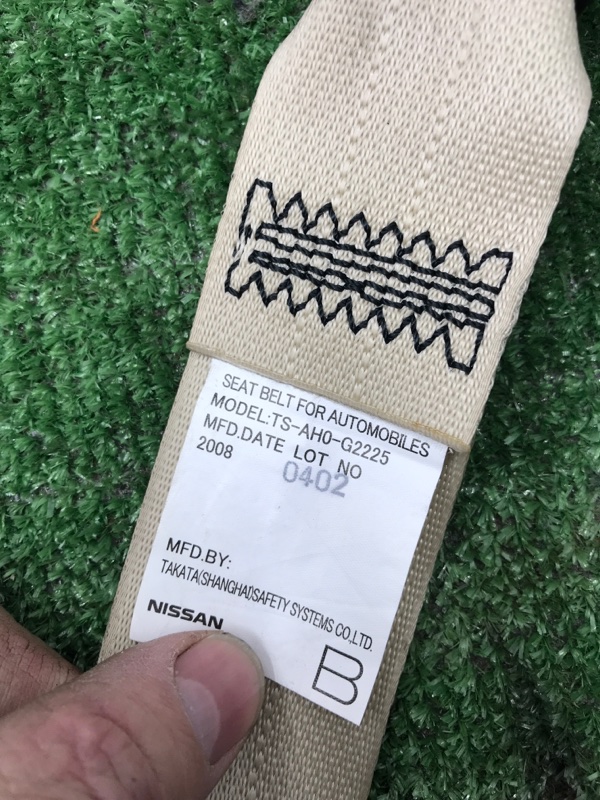 SEAT BELT FOR AUTOMOBILES
MODEL:TS-AH0-G2225
MFD.DATE LOT NO
2008 0402
MFD.BY:
TAKATA(SHANGHAI)SAFETY SYSTEMS CO.,LTD.
NISSAN
B